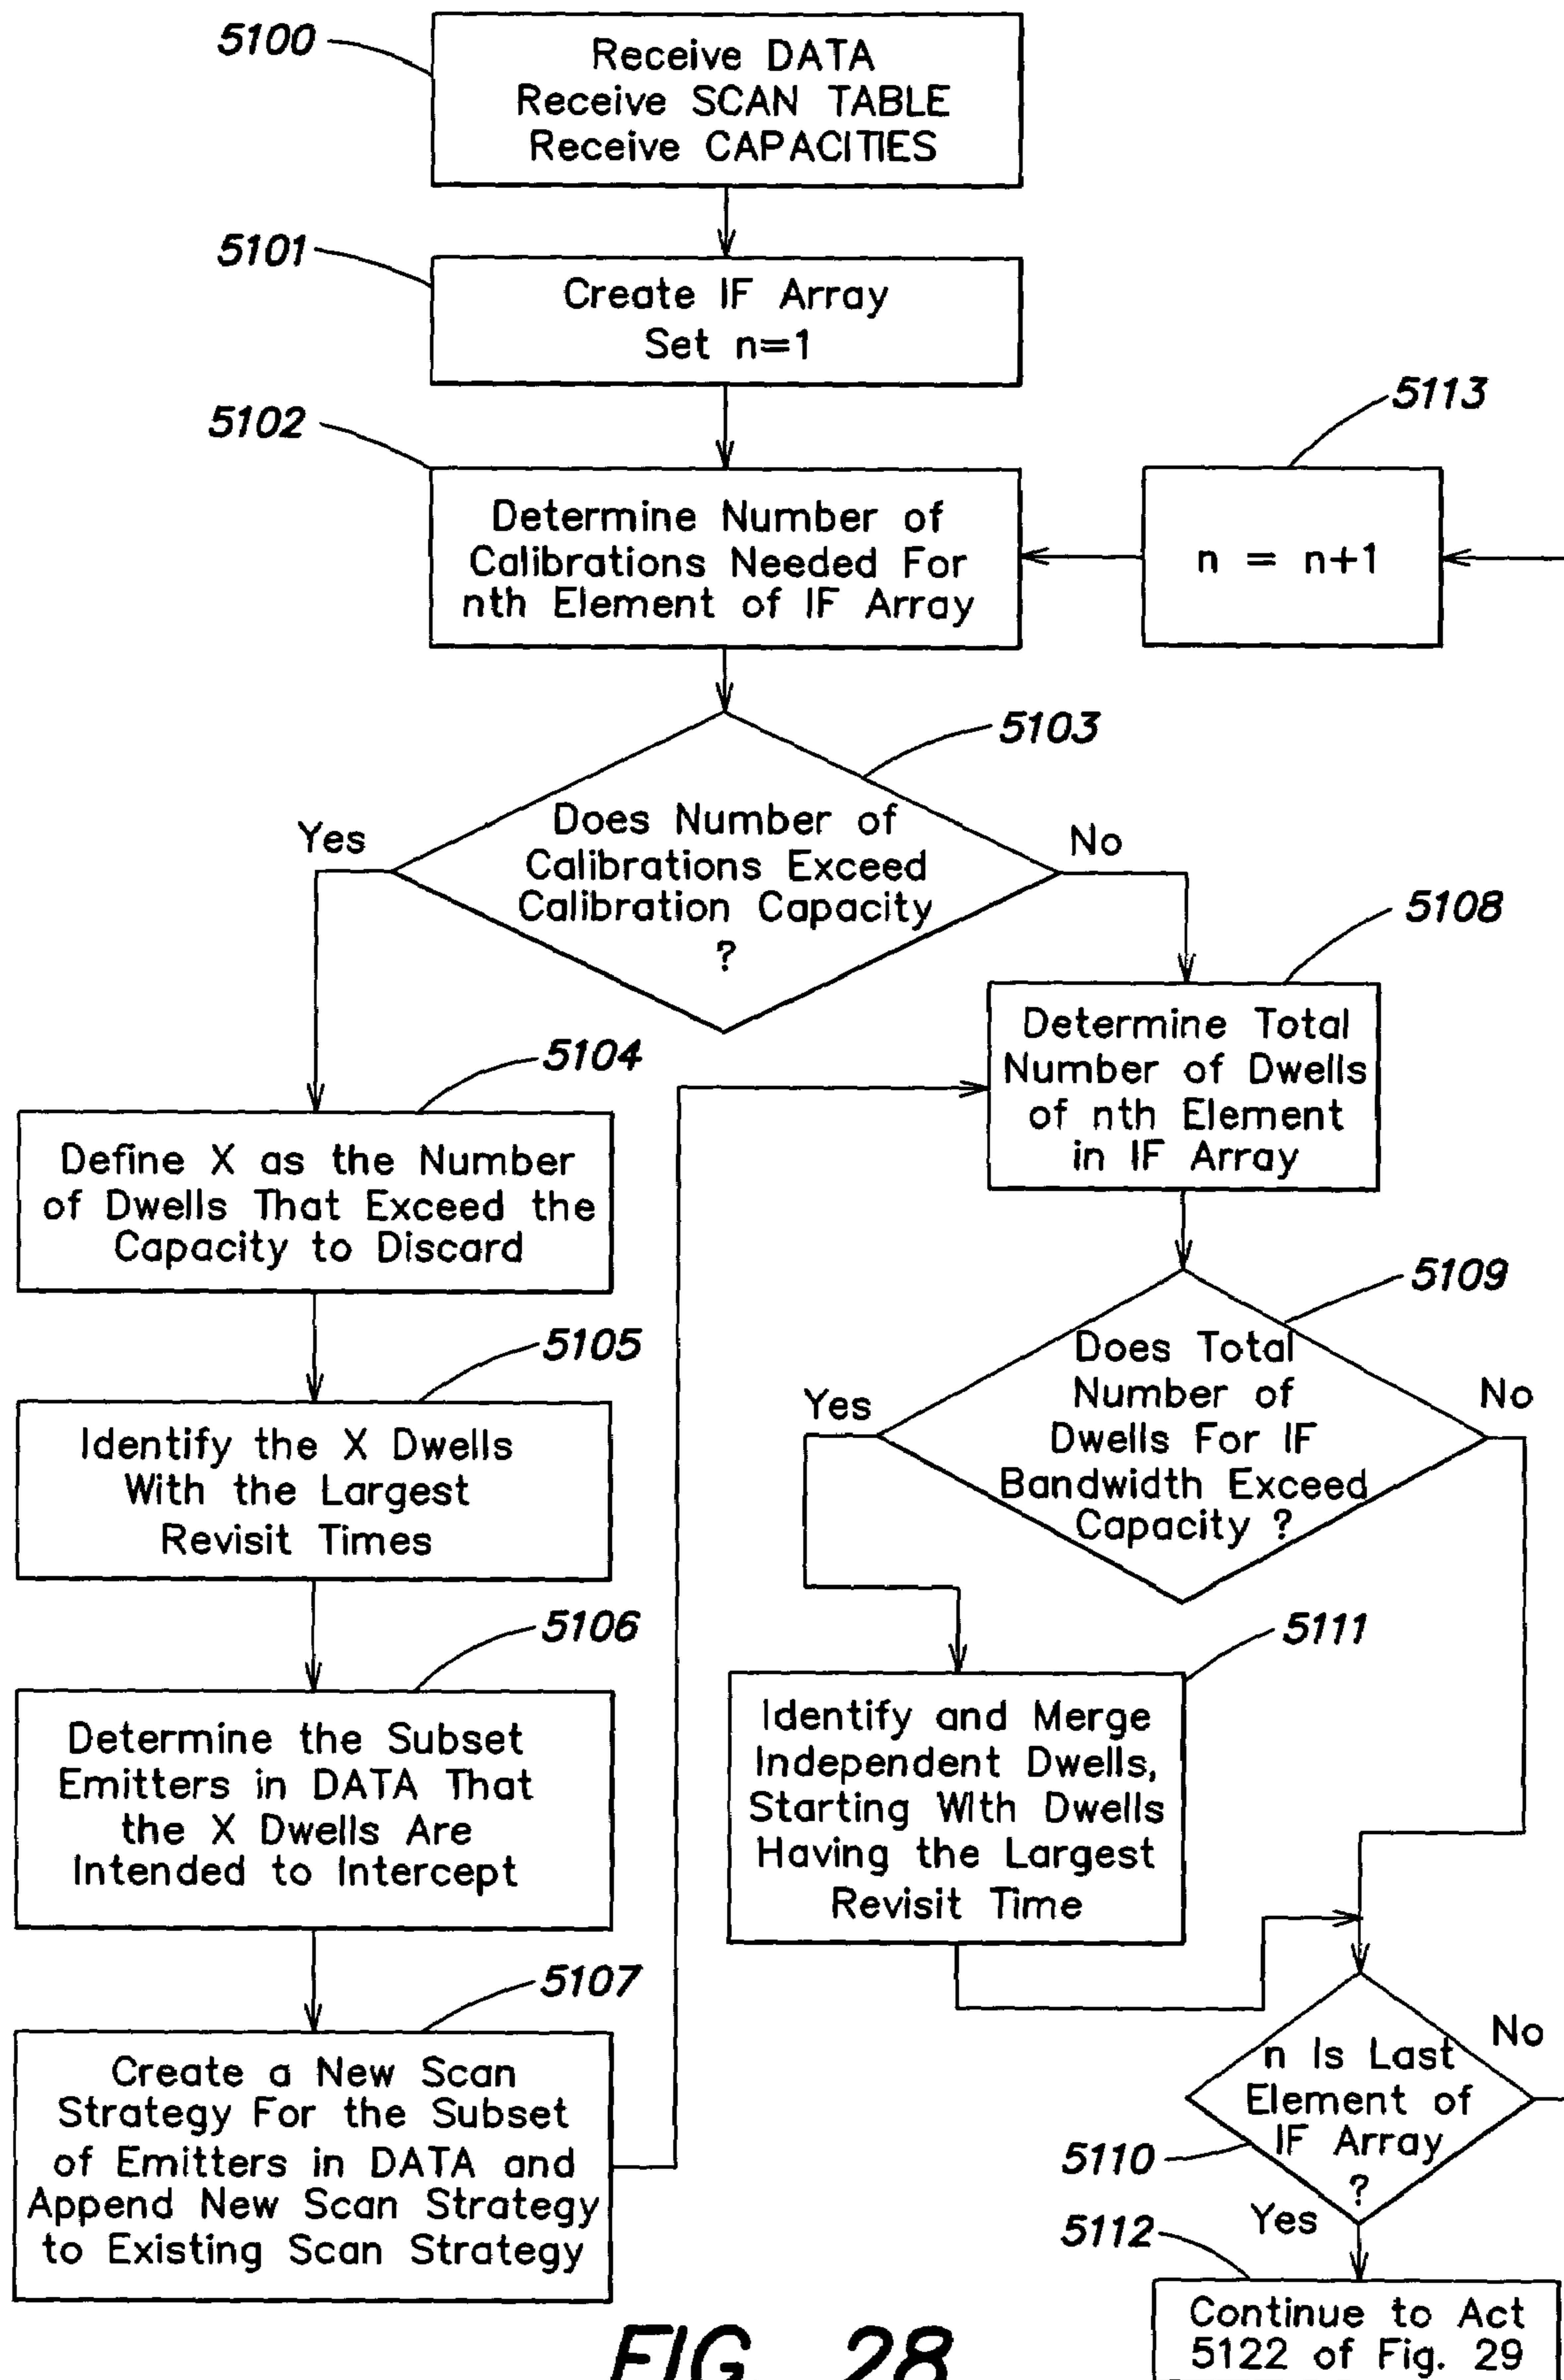 5100
Receive DATA
Receive SCAN TABLE
Receive CAPACITIES
5101
Create IF Array
Set n=1
5102
Determine Number of
Calibrations Needed For
nth Element of IF Array
5113
n = n+1
5103
Does Number of
Calibrations Exceed
Calibration Capacity
?
Yes
No
5104
Define X as the Number
of Dwells That Exceed the
Capacity to Discard
5105
Identify the X Dwells
With the Largest
Revisit Times
5106
Determine the Subset
Emitters in DATA That
the X Dwells Are
Intended to Intercept
5107
Create a New Scan
Strategy For the Subset
of Emitters in DATA and
Append New Scan Strategy
to Existing Scan Strategy
5108
Determine Total
Number of Dwells
of nth Element
in IF Array
5109
Does Total
Number of
Dwells For IF
Bandwidth Exceed
Capacity ?
Yes
No
5111
Identify and Merge
Independent Dwells,
Starting With Dwells
Having the Largest
Revisit Time
5110
n Is Last
Element of
IF Array
?
No
Yes
5112
Continue to Act
5122 of Fig. 29
FIG. 28